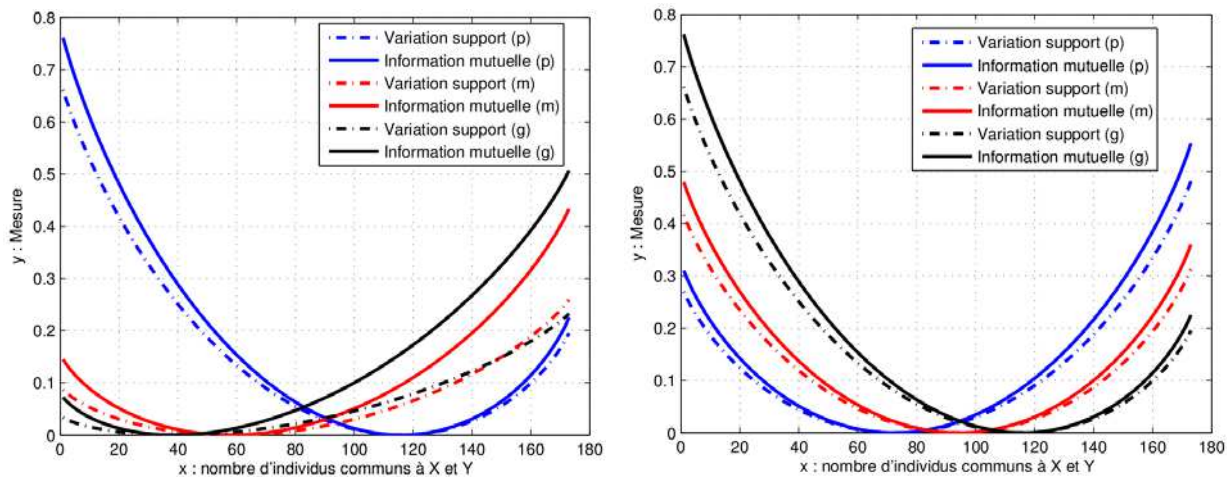 0.8
0.7
0.6
0.5
0.4
0.3
0.2
0.1
0
y : Mesure
Variation support (p)
Information mutuelle (p)
Variation support (m)
Information mutuelle (m)
Variation support (g)
Information mutuelle (g)
0 20 40 60 80 100 120 140 160 180
x : nombre d'individus communs à X et Y
0.8
0.7
0.6
0.5
0.4
0.3
0.2
0.1
0
y : Mesure
Variation support (p)
Information mutuelle (p)
Variation support (m)
Information mutuelle (m)
Variation support (g)
Information mutuelle (g)
0 20 40 60 80 100 120 140 160 180
x : nombre d'individus communs à X et Y